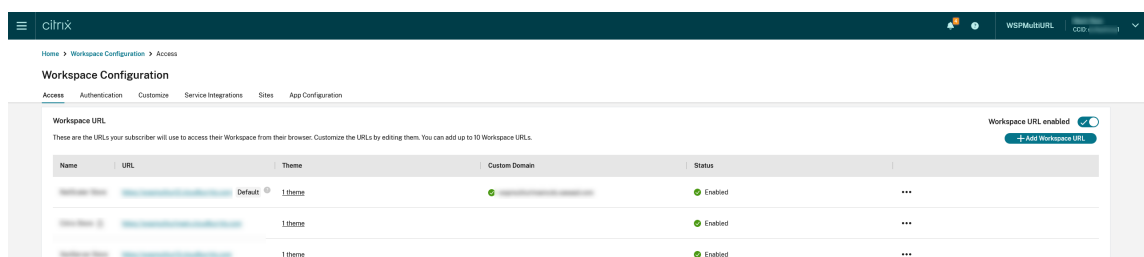 citrix
WSPMultiURL
CCID:
Home > Workspace Configuration > Access
Workspace Configuration
Access Authentication Customize Service Integrations Sites App Configuration
Workspace URL
Workspace URL enabled
These are the URLs your subscriber will use to access their Workspace from their browser. Customize the URLs by editing them. You can add up to 10 Workspace URLs.
+ Add Workspace URL
Name URL Theme Custom Domain Status
Default 1 theme Enabled
1 theme Enabled
1 theme Enabled